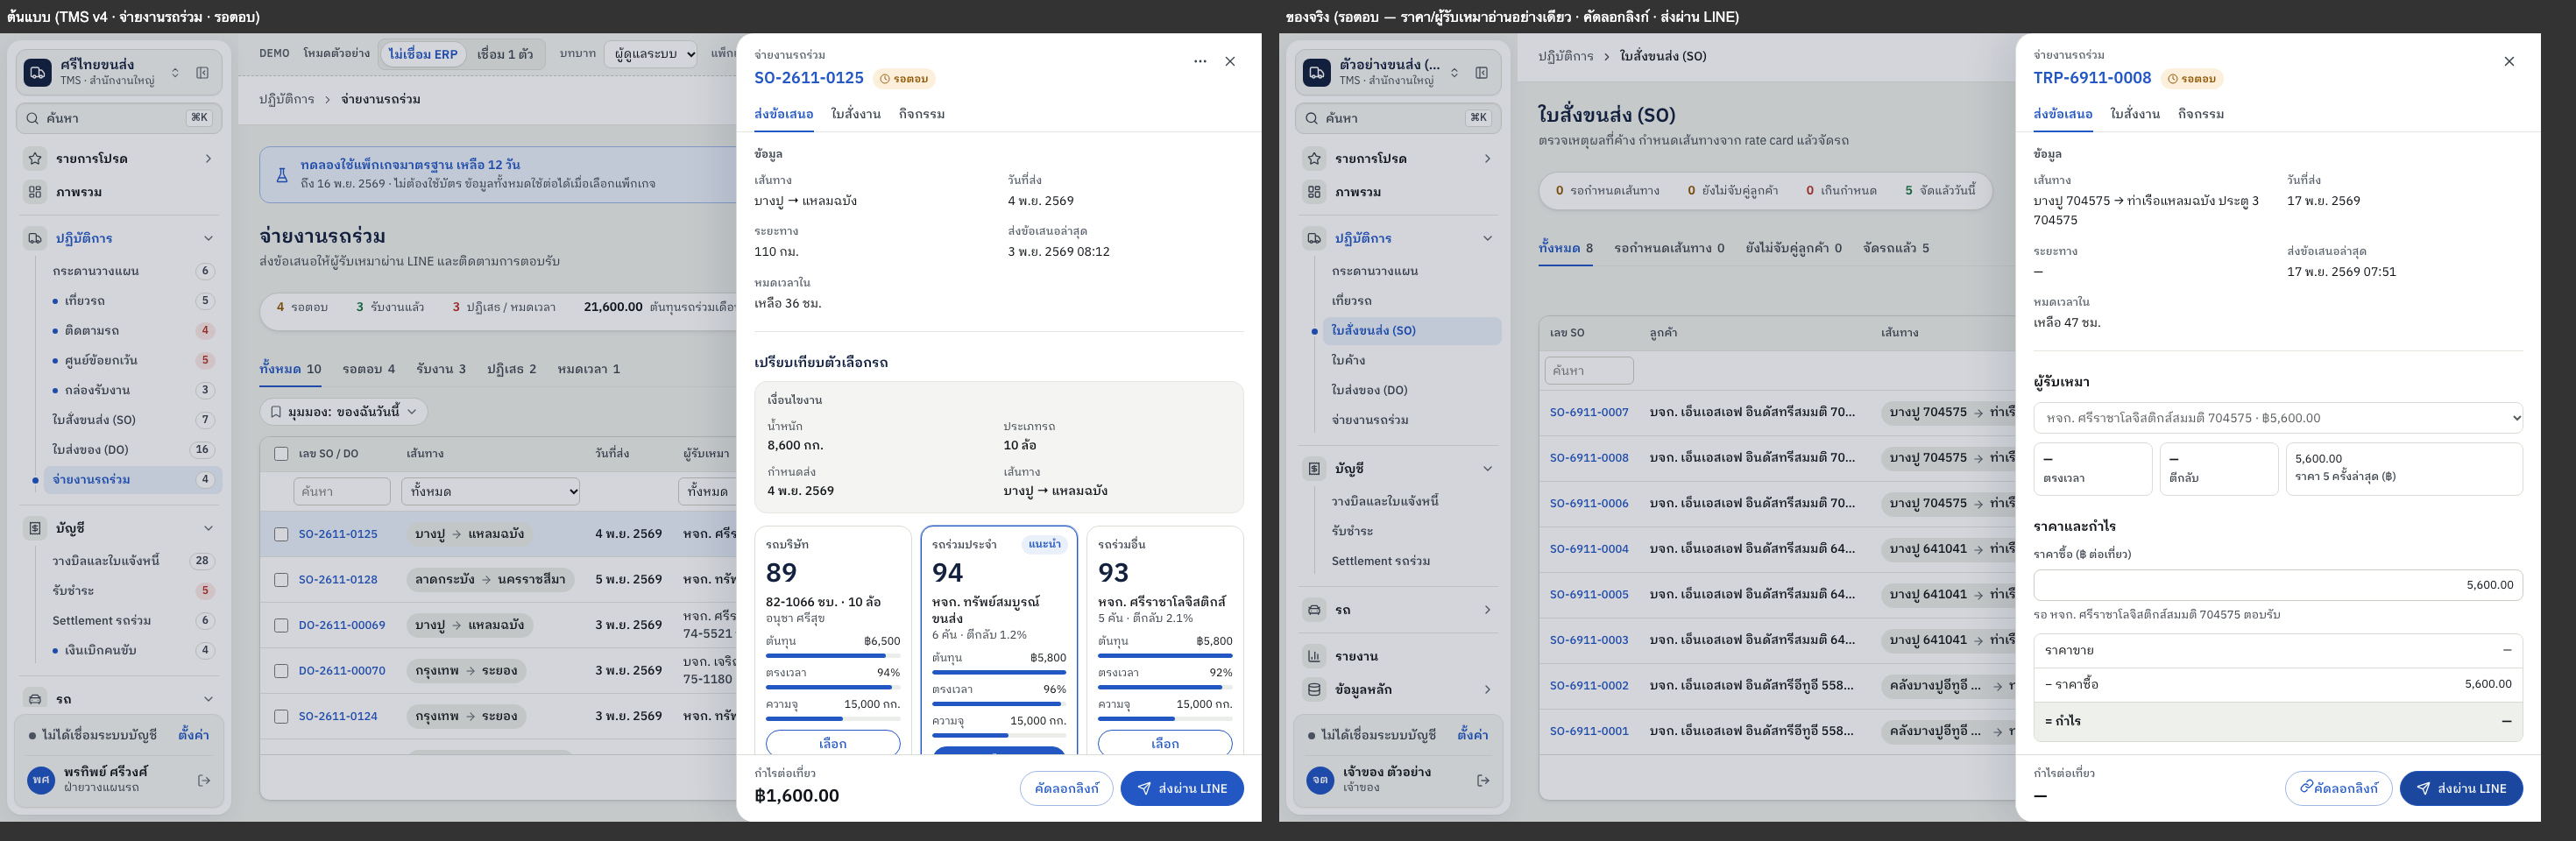 ต้นแบบ (TMS v4 · จ่ายงานรถร่วม · รอตอบ)
ศรีไทยขนส่ง
TMS · สำนักงานใหญ่
ค้นหา ⌘K
รายการโปรด
ภาพรวม
ปฏิบัติการ
กระดานวางแผน 6
เที่ยวรถ 5
ติดตามรถ 4
ศูนย์ข้อยกเว้น 5
กล่องรับงาน 3
ใบสั่งขนส่ง (SO) 7
ใบส่งของ (DO) 16
จ่ายงานรถร่วม 4
บัญชี
วางบิลและใบแจ้งหนี้ 28
รับชำระ 5
Settlement รถร่วม 6
เงินเบิกคนขับ 4
รถ
ไม่ได้เชื่อมระบบบัญชี ตั้งค่า
พศ พรทิพย์ ศรีวงศ์
ฝ่ายวางแผนรถ
DEMO โหมดตัวอย่าง ไม่เชื่อม ERP เชื่อม 1 ตัว บทบาท ผู้ดูแลระบบ แพ็กเ
ปฏิบัติการ > จ่ายงานรถร่วม
ทดลองใช้แพ็กเกจมาตรฐาน เหลือ 12 วัน
ถึง 16 พ.ย. 2569 · ไม่ต้องใช้บัตร ข้อมูลทั้งหมดใช้ต่อได้เมื่อเลือกแพ็กเกจ
จ่ายงานรถร่วม
ส่งข้อเสนอให้ผู้รับเหมาผ่าน LINE และติดตามการตอบรับ
4 รอตอบ 3 รับงานแล้ว 3 ปฏิเสธ / หมดเวลา 21,600.00 ต้นทุนรถร่วมเดือน
ทั้งหมด 10 รอตอบ 4 รับงาน 3 ปฏิเสธ 2 หมดเวลา 1
มุมมอง: ของฉันวันนี้
เลข SO / DO เส้นทาง วันที่ส่ง ผู้รับเหมา
ค้นหา ทั้งหมด ทั้งหมด
SO-2611-0125 บางปู → แหลมฉบัง 4 พ.ย. 2569 หจก. ศรีร
SO-2611-0128 ลาดกระบัง → นครราชสีมา 5 พ.ย. 2569 หจก. ทรัพ
DO-2611-00069 บางปู → แหลมฉบัง 3 พ.ย. 2569 หจก. ศรีร
74-5521
DO-2611-00070 กรุงเทพ → ระยอง 3 พ.ย. 2569 บจก. เจริญ
75-1180
SO-2611-0124 กรุงเทพ → ระยอง 3 พ.ย. 2569 หจก. ทรัพ
จ่ายงานรถร่วม
SO-2611-0125 รอตอบ
ส่งข้อเสนอ ใบสั่งงาน กิจกรรม
ข้อมูล
เส้นทาง วันที่ส่ง
บางปู → แหลมฉบัง 4 พ.ย. 2569
ระยะทาง ส่งข้อเสนอล่าสุด
110 กม. 3 พ.ย. 2569 08:12
หมดเวลาใน
เหลือ 36 ชม.
เปรียบเทียบตัวเลือกรถ
เงื่อนไขงาน
น้ำหนัก ประเภทรถ
8,600 กก. 10 ล้อ
กำหนดส่ง เส้นทาง
4 พ.ย. 2569 บางปู → แหลมฉบัง
รถบริษัท
89
82-1066 ชบ. · 10 ล้อ
อนุชา ศรีสุข
ต้นทุน ฿6,500
ตรงเวลา 94%
ความจุ 15,000 กก.
เลือก
รถร่วมประจำ แนะนำ
94
หจก. ทรัพย์สมบูรณ์
ขนส่ง
6 คัน · ตีกลับ 1.2%
ต้นทุน ฿5,800
ตรงเวลา 96%
ความจุ 15,000 กก.
รถร่วมอื่น
93
หจก. ศรีราชาโลจิสติกส์
5 คัน · ตีกลับ 2.1%
ต้นทุน ฿5,800
ตรงเวลา 92%
ความจุ 15,000 กก.
เลือก
กำไรต่อเที่ยว
฿1,600.00
คัดลอกลิงก์ ส่งผ่าน LINE
ของจริง (รอตอบ — ราคา/ผู้รับเหมาอ่านอย่างเดียว · คัดลอกลิงก์ · ส่งผ่าน LINE)
ตัวอย่างขนส่ง (...
TMS · สำนักงานใหญ่
ค้นหา ⌘K
รายการโปรด
ภาพรวม
ปฏิบัติการ
กระดานวางแผน
เที่ยวรถ
ใบสั่งขนส่ง (SO)
ใบค้าง
ใบส่งของ (DO)
จ่ายงานรถร่วม
บัญชี
วางบิลและใบแจ้งหนี้
รับชำระ
Settlement รถร่วม
รถ
รายงาน
ข้อมูลหลัก
ไม่ได้เชื่อมระบบบัญชี ตั้งค่า
จต เจ้าของ ตัวอย่าง
เจ้าของ
ปฏิบัติการ > ใบสั่งขนส่ง (SO)
ใบสั่งขนส่ง (SO)
ตรวจเหตุผลที่ค้าง กำหนดเส้นทางจาก rate card แล้วจัดรถ
0 รอกำหนดเส้นทาง 0 ยังไม่จับคู่ลูกค้า 0 เกินกำหนด 5 จัดแล้ววันนี้
ทั้งหมด 8 รอกำหนดเส้นทาง 0 ยังไม่จับคู่ลูกค้า 0 จัดรถแล้ว 5
เลข SO ลูกค้า เส้นทาง
ค้นหา
SO-6911-0007 บจก. เอ็นเอสเอฟ อินดัสทรีสมมติ 70... บางปู 704575 → ท่าเรื
SO-6911-0008 บจก. เอ็นเอสเอฟ อินดัสทรีสมมติ 70... บางปู 704575 → ท่าเรื
SO-6911-0006 บจก. เอ็นเอสเอฟ อินดัสทรีสมมติ 70... บางปู 704575 → ท่าเรื
SO-6911-0004 บจก. เอ็นเอสเอฟ อินดัสทรีสมมติ 64... บางปู 641041 → ท่าเรื
SO-6911-0005 บจก. เอ็นเอสเอฟ อินดัสทรีสมมติ 64... บางปู 641041 → ท่าเรื
SO-6911-0003 บจก. เอ็นเอสเอฟ อินดัสทรีสมมติ 64... บางปู 641041 → ท่าเรื
SO-6911-0002 บจก. เอ็นเอสเอฟ อินดัสทรีอีทูอี 558... คลังบางปูอีทูอี ... → ท
SO-6911-0001 บจก. เอ็นเอสเอฟ อินดัสทรีอีทูอี 558... คลังบางปูอีทูอี ... → ท
จ่ายงานรถร่วม
TRP-6911-0008 รอตอบ
ส่งข้อเสนอ ใบสั่งงาน กิจกรรม
ข้อมูล
เส้นทาง วันที่ส่ง
บางปู 704575 → ท่าเรือแหลมฉบัง ประตู 3 17 พ.ย. 2569
704575
ระยะทาง ส่งข้อเสนอล่าสุด
— 17 พ.ย. 2569 07:51
หมดเวลาใน
เหลือ 47 ชม.
ผู้รับเหมา
หจก. ศรีราชาโลจิสติกส์สมมติ 704575 · ฿5,600.00
— — 5,600.00
ตรงเวลา ตีกลับ ราคา 5 ครั้งล่าสุด (฿)
ราคาและกำไร
ราคาซื้อ (฿ ต่อเที่ยว)
5,600.00
รอ หจก. ศรีราชาโลจิสติกส์สมมติ 704575 ตอบรับ
ราคาขาย —
− ราคาซื้อ 5,600.00
= กำไร —
กำไรต่อเที่ยว
—
คัดลอกลิงก์ ส่งผ่าน LINE